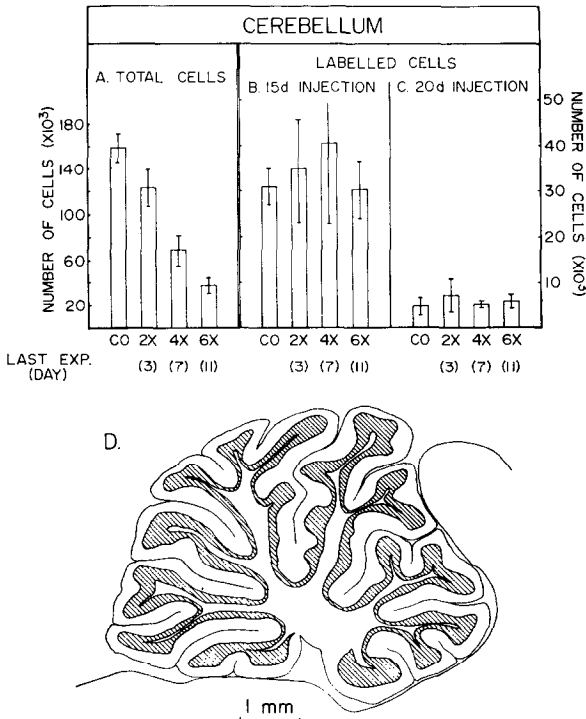 CEREBELLUM
LABELLED CELLS
A. TOTAL CELLS
B. 15d INJECTION
C. 20d INJECTION
NUMBER OF CELLS (X10³)
180
140
100
60
20
NUMBER OF CELLS (X10³)
50
40
30
20
10
CO 2X 4X 6X CO 2X 4X 6X CO 2X 4X 6X
LAST EXP. (3) (7) (11) (3) (7) (11) (3) (7) (11)
(DAY)
D.
1 mm